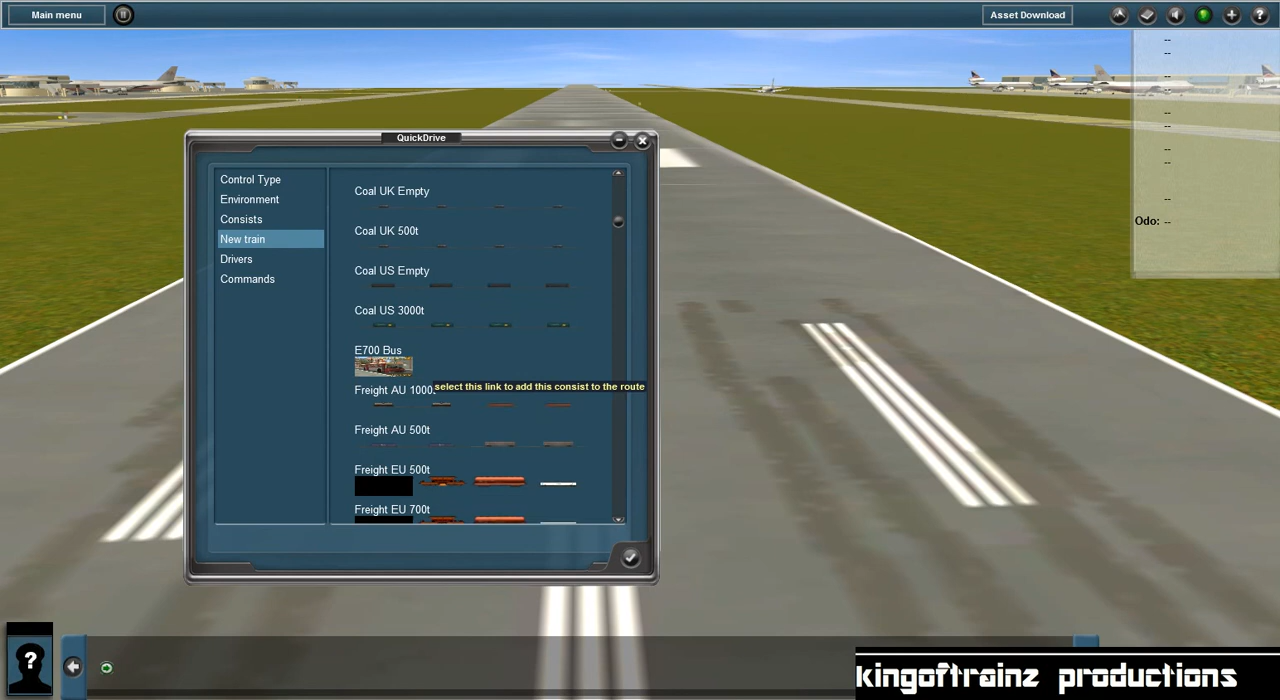 Main menu
Asset Download
?
--
--
--
--
--
--
--
--
--
Odo: --
QuickDrive
Control Type
Environment
Consists
New train
Drivers
Commands
Coal UK Empty
Coal UK 500t
Coal US Empty
Coal US 3000t
E700 Bus
select this link to add this consist to the route
Freight AU 1000
Freight AU 500t
Freight EU 500t
Freight EU 700t
?
kingoftrainz productions